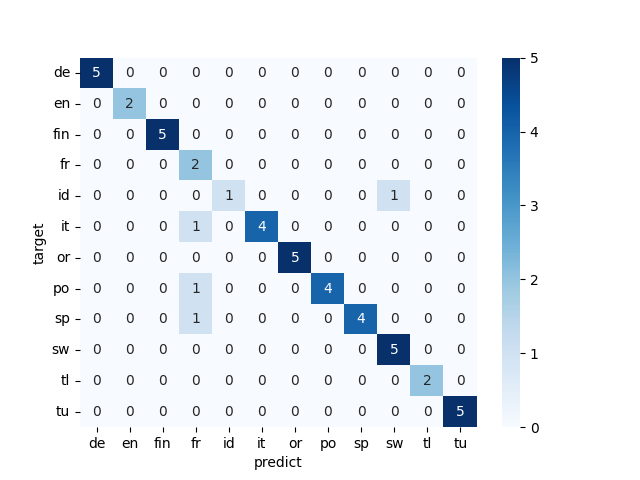 de 5 0 0 0 0 0 0 0 0 0 0 0 5
en 0 2 0 0 0 0 0 0 0 0 0 0
fin 0 0 5 0 0 0 0 0 0 0 0 0
4
fr 0 0 0 2 0 0 0 0 0 0 0 0
id 0 0 0 0 1 0 0 0 0 1 0 0
3
it 0 0 0 1 0 4 0 0 0 0 0 0
target
or 0 0 0 0 0 0 5 0 0 0 0 0
2
po 0 0 0 1 0 0 0 4 0 0 0 0
sp 0 0 0 1 0 0 0 0 4 0 0 0
1
sw 0 0 0 0 0 0 0 0 0 5 0 0
tl 0 0 0 0 0 0 0 0 0 0 2 0
tu 0 0 0 0 0 0 0 0 0 0 0 5
0
de en fin fr id it or po sp sw tl tu
predict